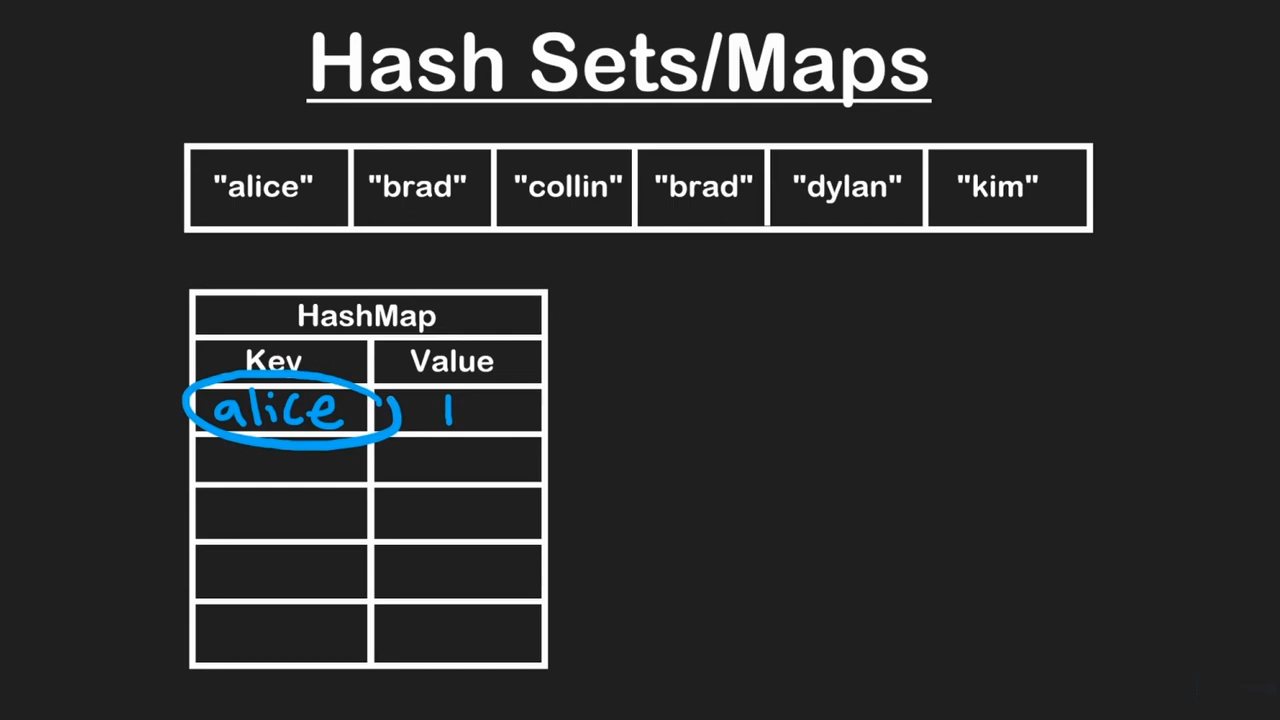 Hash Sets/Maps
"alice" "brad" "collin" "brad" "dylan" "kim"
HashMap
Key Value
alice 1